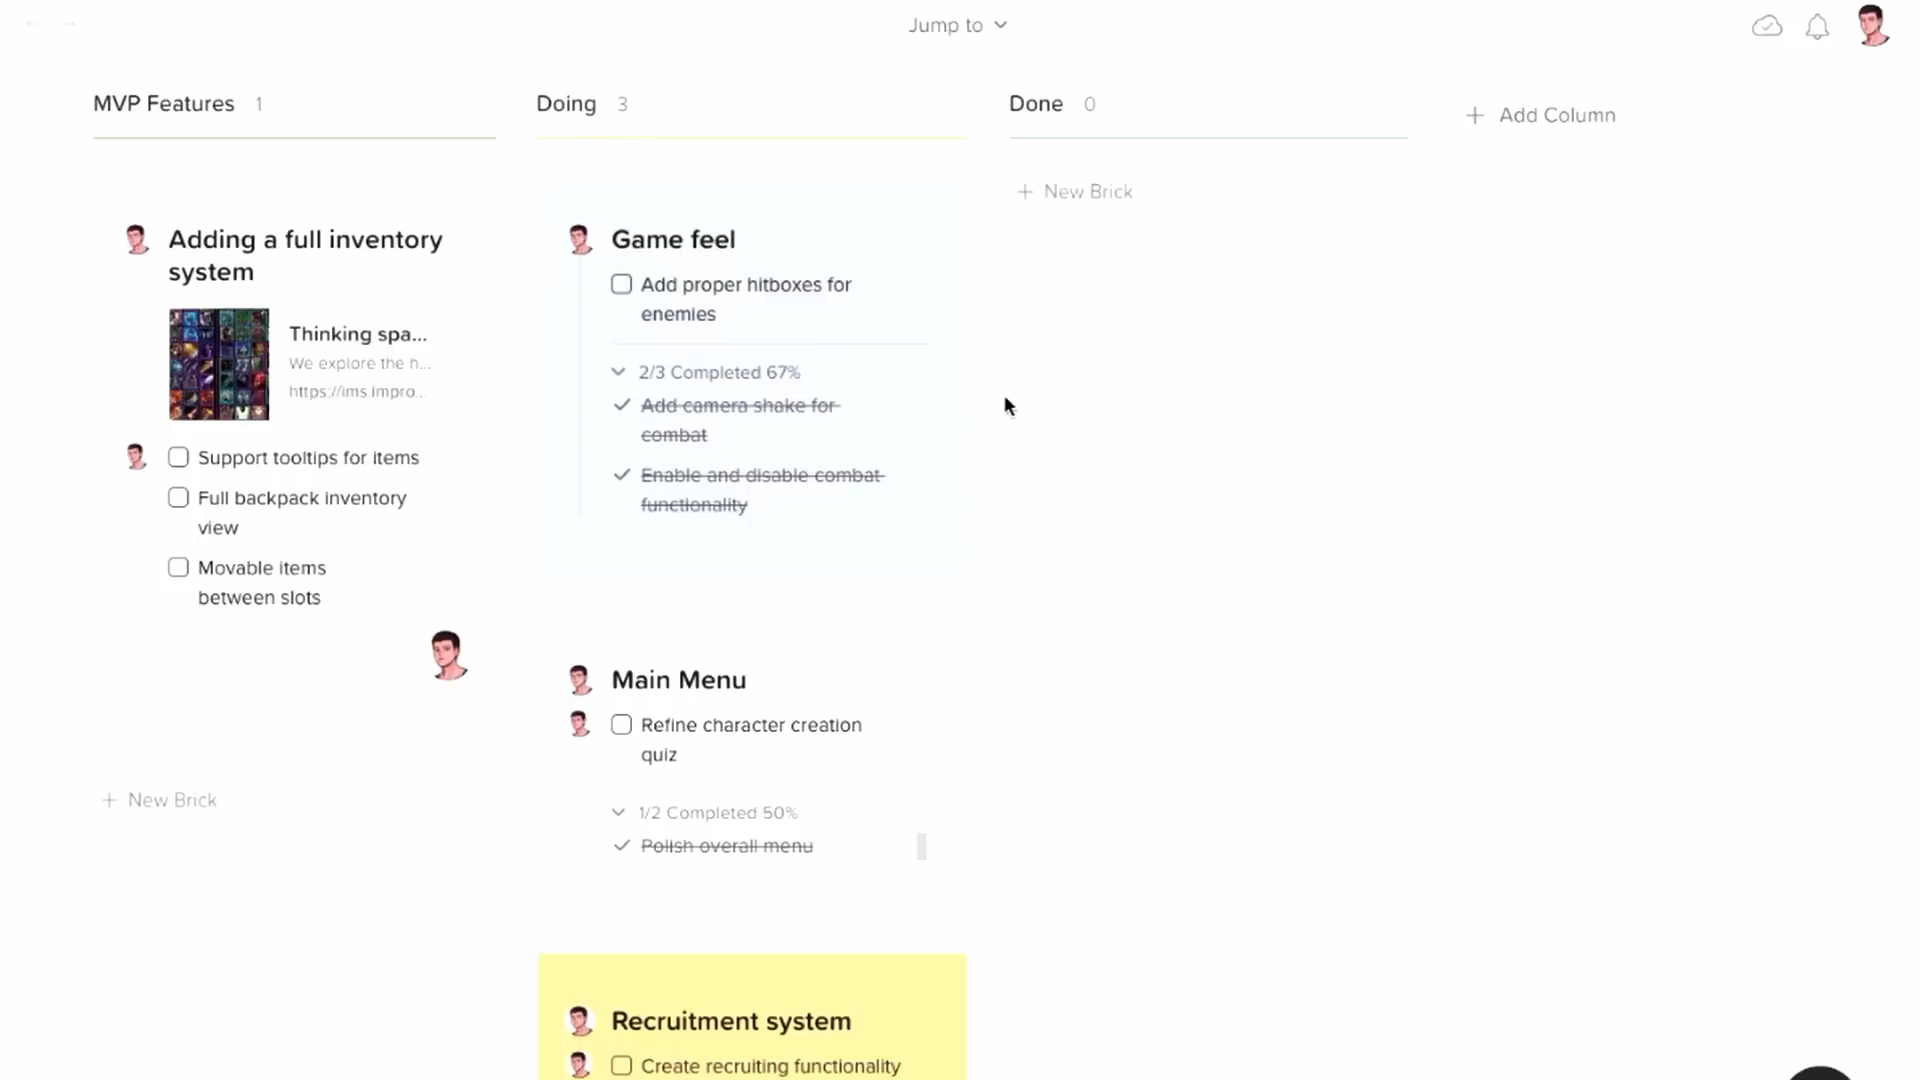 Jump to
MVP Features 1
Adding a full inventory
system
Thinking spa...
We explore the h...
https://ims.impro...
Support tooltips for items
Full backpack inventory
view
Movable items
between slots
+ New Brick
Doing 3
Game feel
Add proper hitboxes for
enemies
2/3 Completed 67%
Add camera shake for
combat
Enable and disable combat
functionality
Main Menu
Refine character creation
quiz
1/2 Completed 50%
Polish overall menu
Recruitment system
Create recruiting functionality
Done 0
+ New Brick
+ Add Column